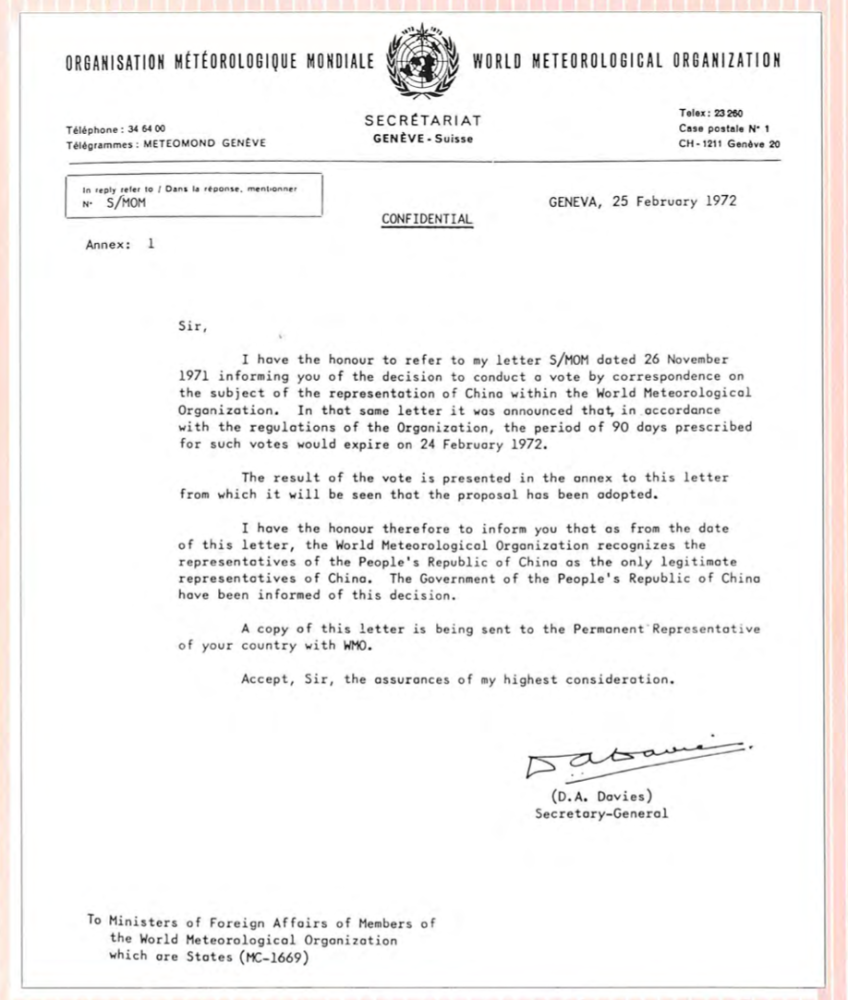 ORGANISATION MÉTÉOROLOGIQUE MONDIALE WORLD METEOROLOGICAL ORGANIZATION
SECRÉTARIAT
GENÈVE - Suisse
Téléphone : 34 64 00
Télégrammes : METEOMOND GENÈVE
Telex : 23 260
Case postale N° 1
CH - 1211 Genève 20
In reply refer to / Dans la réponse, mentionner
N° S/MOM
GENEVA, 25 February 1972
CONFIDENTIAL
Annex: 1
Sir,
I have the honour to refer to my letter S/MOM dated 26 November
1971 informing you of the decision to conduct a vote by correspondence on
the subject of the representation of China within the World Meteorological
Organization. In that same letter it was announced that, in accordance
with the regulations of the Organization, the period of 90 days prescribed
for such votes would expire on 24 February 1972.
The result of the vote is presented in the annex to this letter
from which it will be seen that the proposal has been adopted.
I have the honour therefore to inform you that as from the date
of this letter, the World Meteorological Organization recognizes the
representatives of the People's Republic of China as the only legitimate
representatives of China. The Government of the People's Republic of China
have been informed of this decision.
A copy of this letter is being sent to the Permanent Representative
of your country with WMO.
Accept, Sir, the assurances of my highest consideration.
D A Davies
(D.A. Davies)
Secretary-General
To Ministers of Foreign Affairs of Members of
the World Meteorological Organization
which are States (MC-1669)